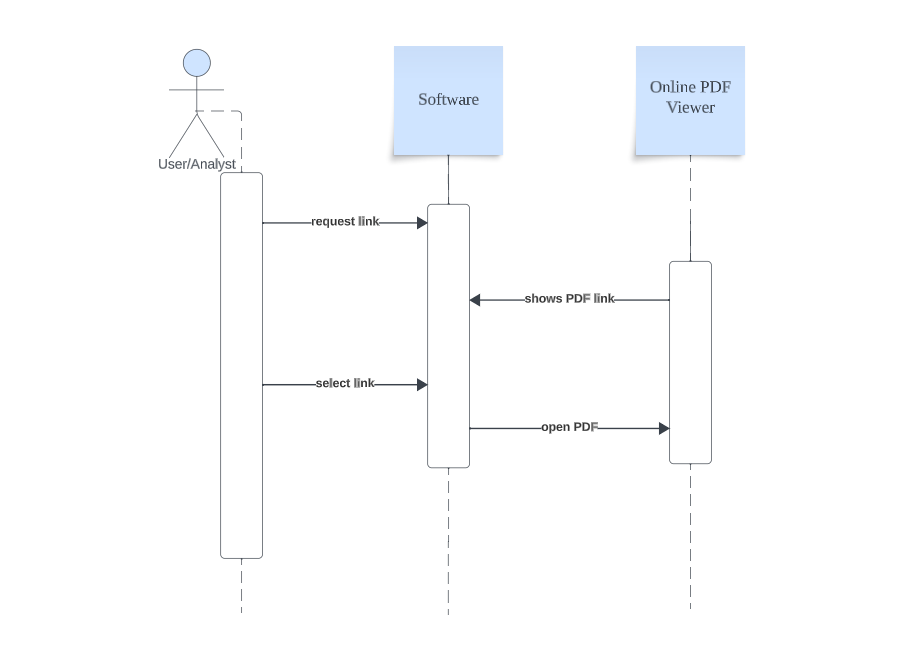 User/Analyst
Software
Online PDF
Viewer
request link
shows PDF link
select link
open PDF